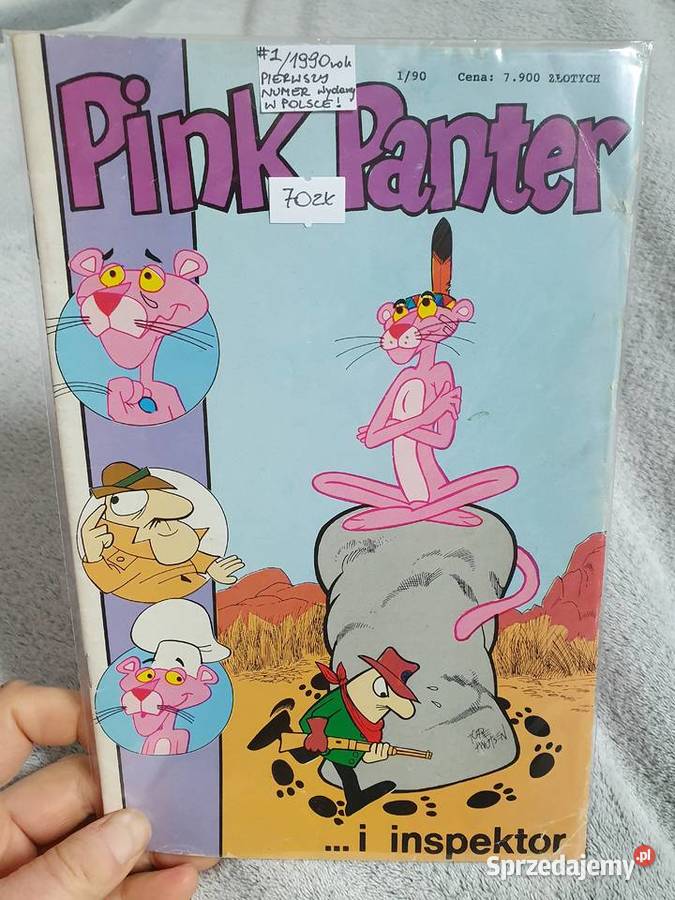 #1/1990 rok
PIERWSZY
NUMER wydany
W POLSCE!
1/90 Cena: 7.900 ZŁOTYCH
Pink Panter
70zł
... i inspektor
Sprzedajemy.pl